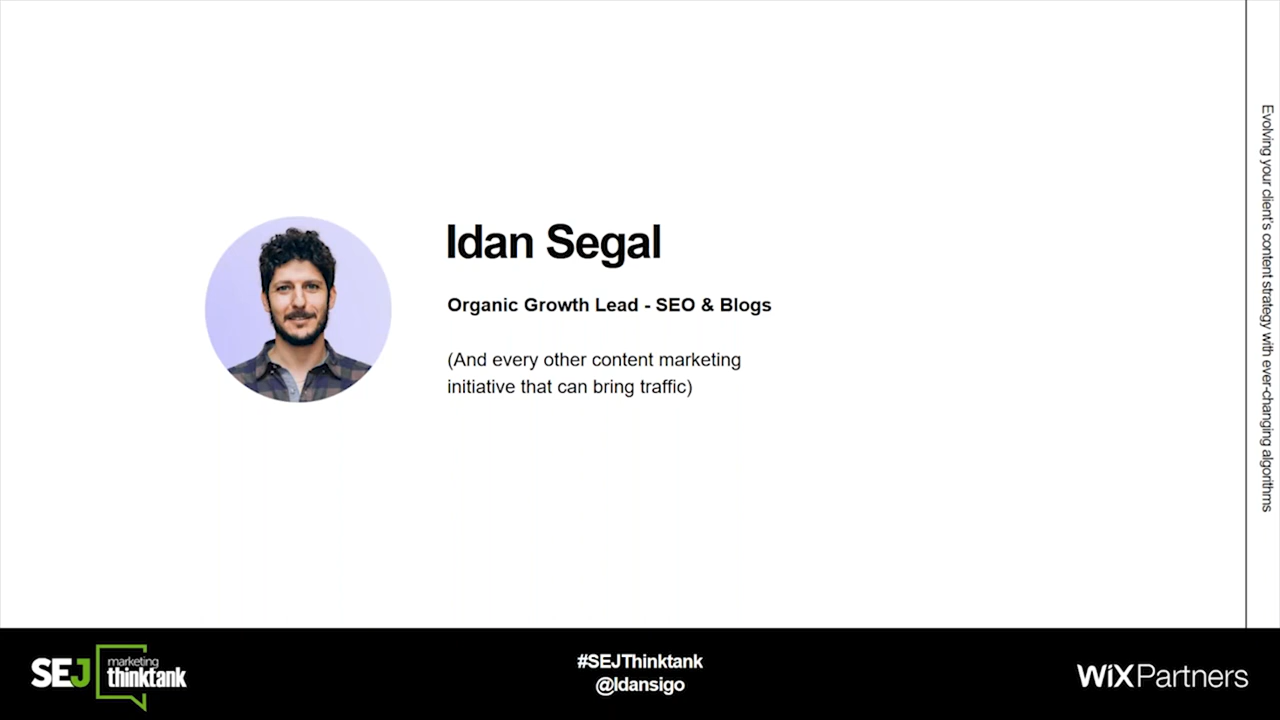 Idan Segal
Organic Growth Lead - SEO & Blogs
(And every other content marketing
initiative that can bring traffic)
Evolving your client's content strategy with ever-changing algorithms
SEJ marketing
thinktank
#SEJThinktank
@Idansigo
WiX Partners